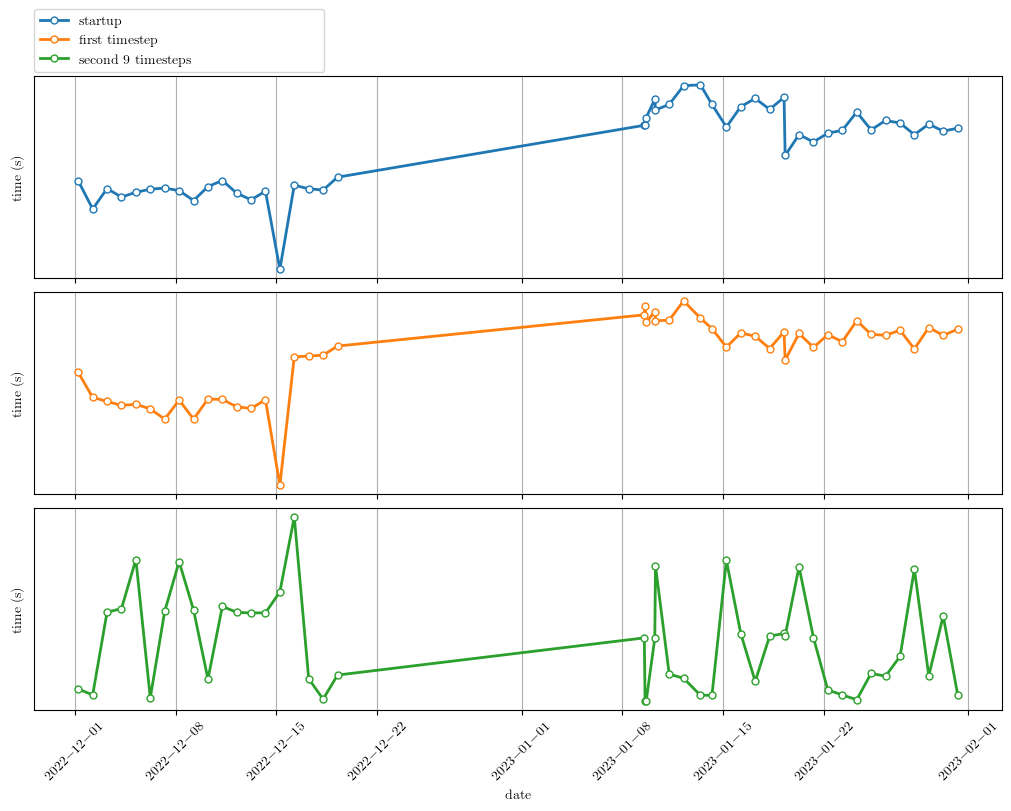 startup
first timestep
second 9 timesteps
time (s)
time (s)
time (s)
2022−12−01
2022−12−08
2022−12−15
2022−12−22
2023−01−01
2023−01−08
2023−01−15
2023−01−22
2023−02−01
date